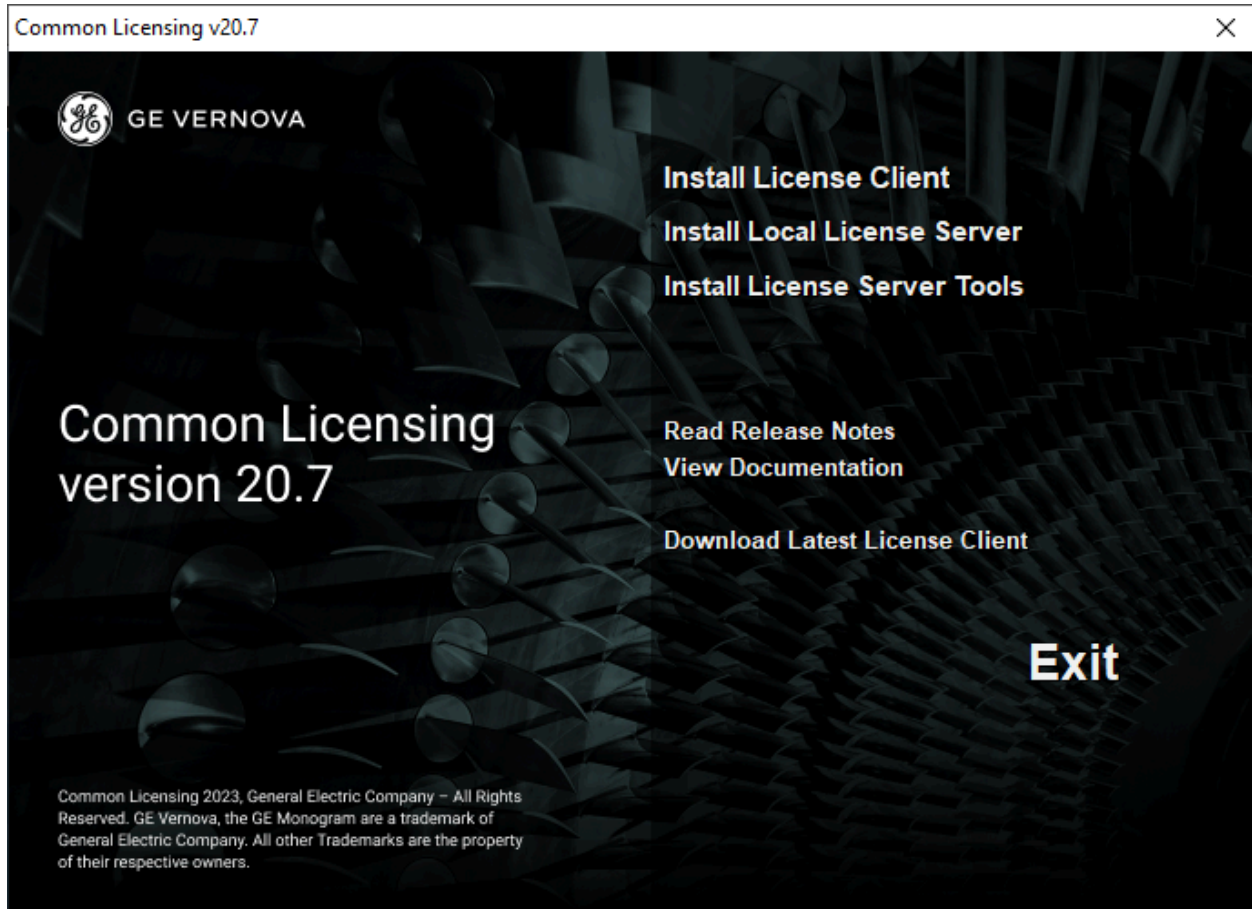 Common Licensing v20.7
GE VERNOVA
Install License Client
Install Local License Server
Install License Server Tools
Common Licensing
version 20.7
Read Release Notes
View Documentation
Download Latest License Client
Exit
Common Licensing 2023, General Electric Company – All Rights
Reserved. GE Vernova, the GE Monogram are a trademark of
General Electric Company. All other Trademarks are the property
of their respective owners.